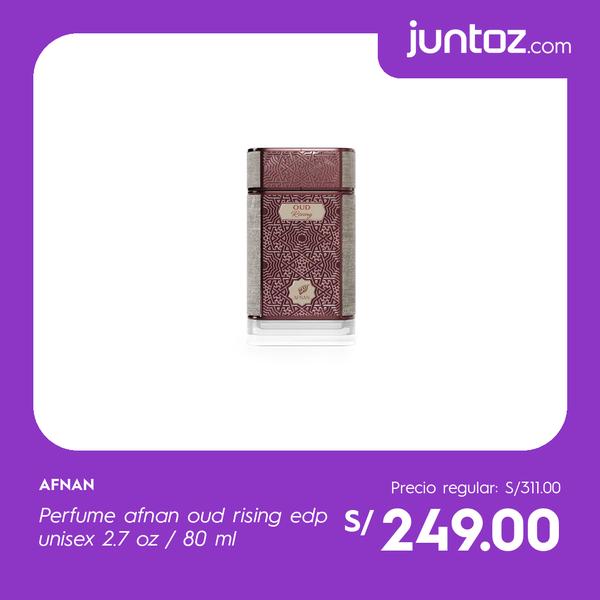 juntoz.com
OUD
Rising
AFNAN
AFNAN
Perfume afnan oud rising edp
unisex 2.7 oz / 80 ml
Precio regular: S/311.00
S/249.00